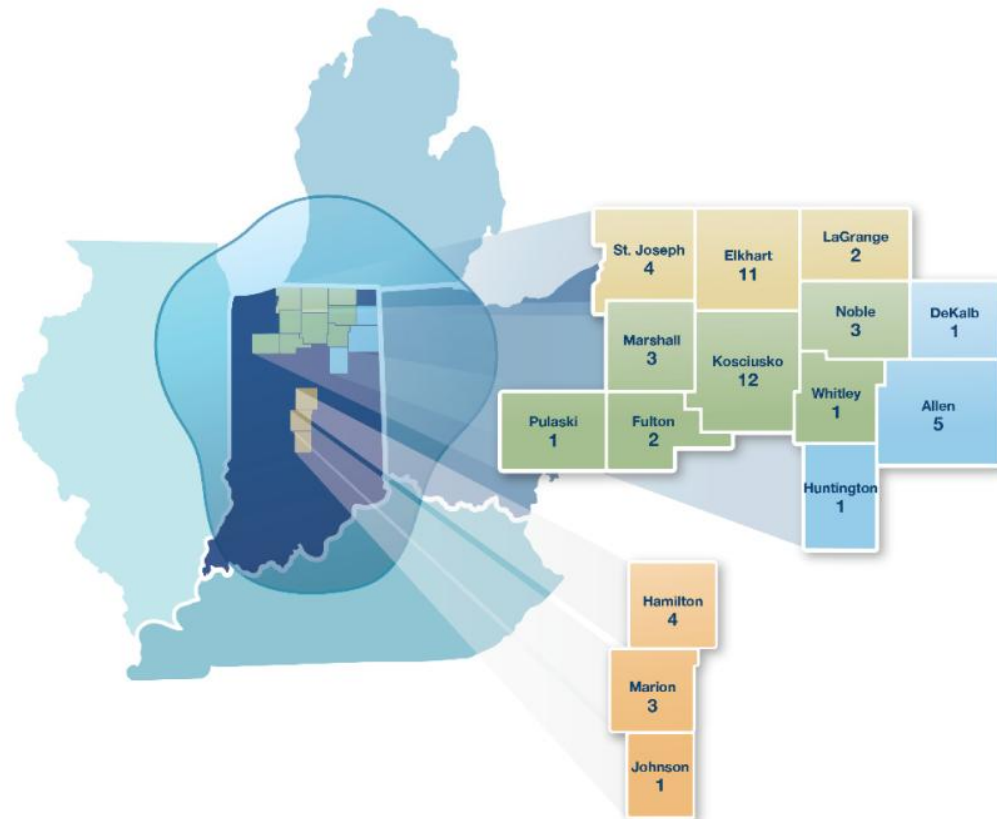 St. Joseph
4
Elkhart
11
LaGrange
2
Marshall
3
Kosciusko
12
Noble
3
DeKalb
1
Pulaski
1
Fulton
2
Whitley
1
Allen
5
Huntington
1
Hamilton
4
Marion
3
Johnson
1